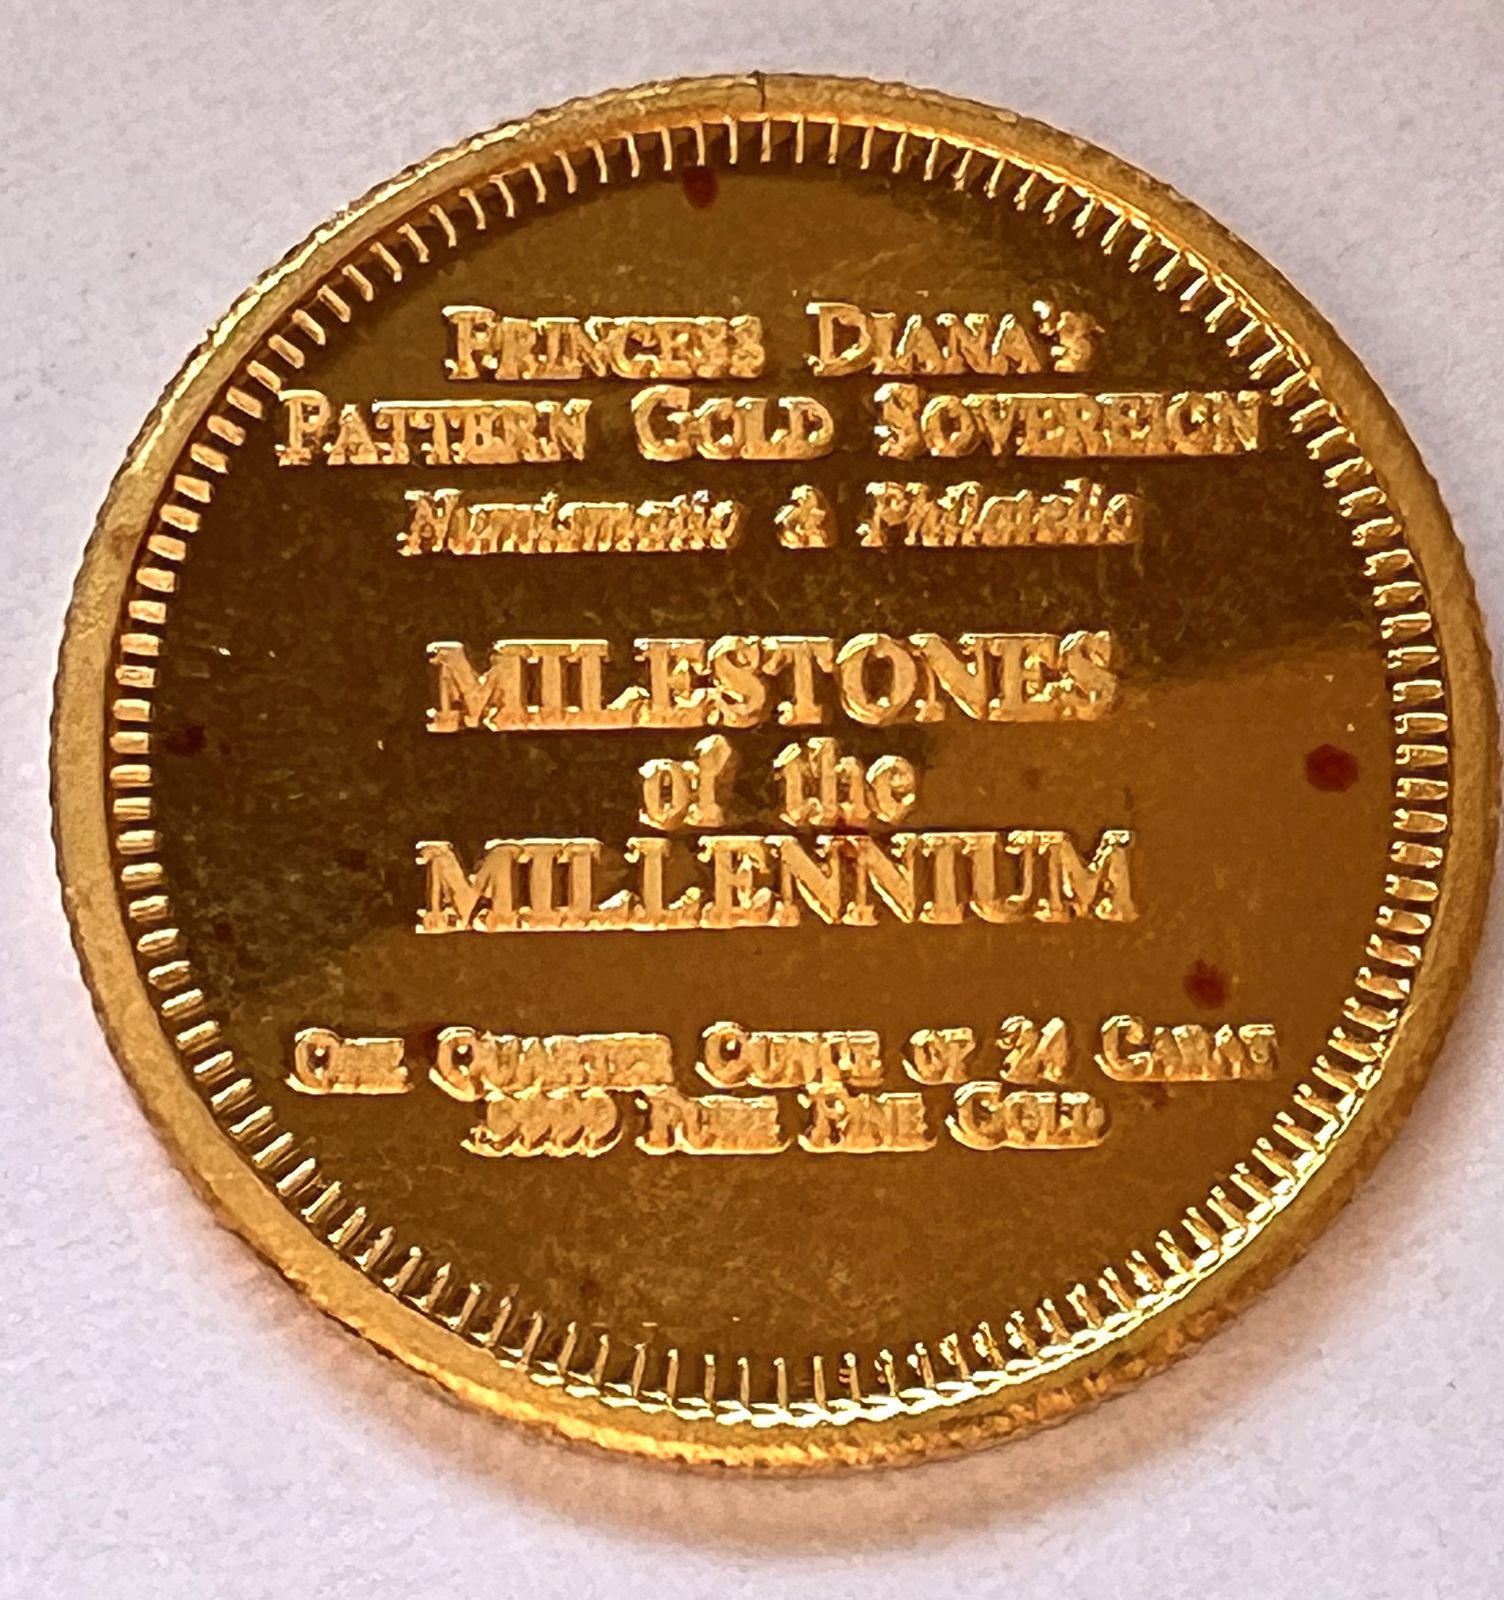 PRINCESS DIANA'S
PATTERN GOLD SOVEREIGN
Numismatic & Philatelic
MILESTONES
of the
MILLENNIUM
ONE QUARTER OUNCE OF 24 CARAT
.9999 PURE FINE GOLD